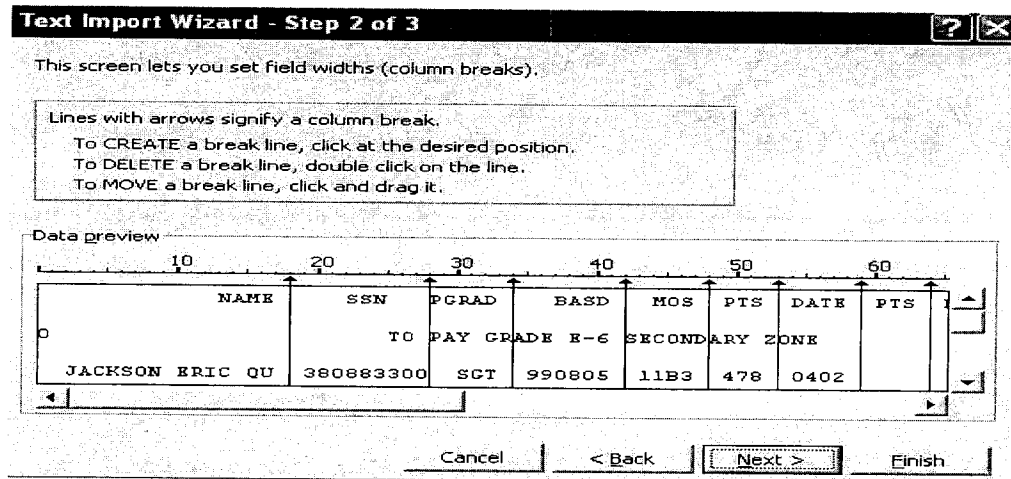 Text Import Wizard - Step 2 of 3
This screen lets you set field widths (column breaks).
Lines with arrows signify a column break.
To CREATE a break line, click at the desired position.
To DELETE a break line, double click on the line.
To MOVE a break line, click and drag it.
Data preview
10 20 30 40 50 60
NAME SSN PGRAD BASD MOS PTS DATE PTS
O TO PAY GRADE E-6 SECONDARY ZONE
JACKSON ERIC QU 380883300 SGT 990805 11B3 478 0402
Cancel < Back Next > Finish